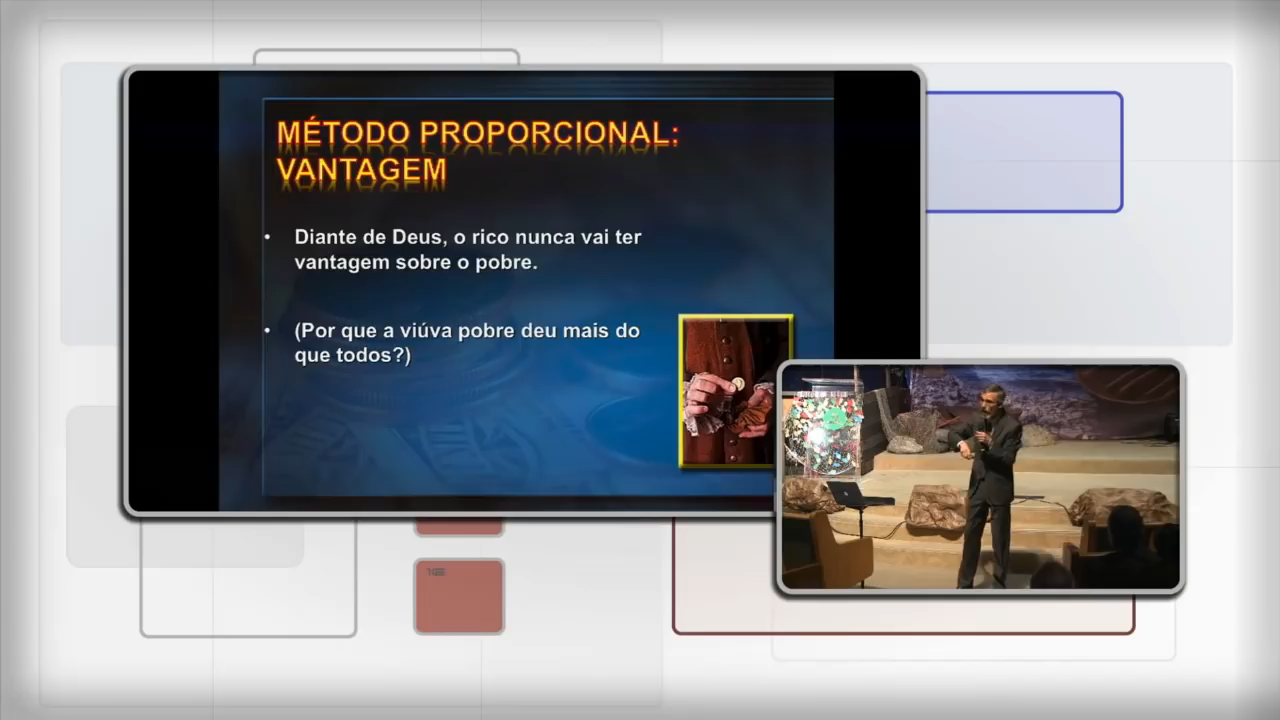 MÉTODO PROPORCIONAL:
VANTAGEM
• Diante de Deus, o rico nunca vai ter
vantagem sobre o pobre.
• (Por que a viúva pobre deu mais do
que todos?)